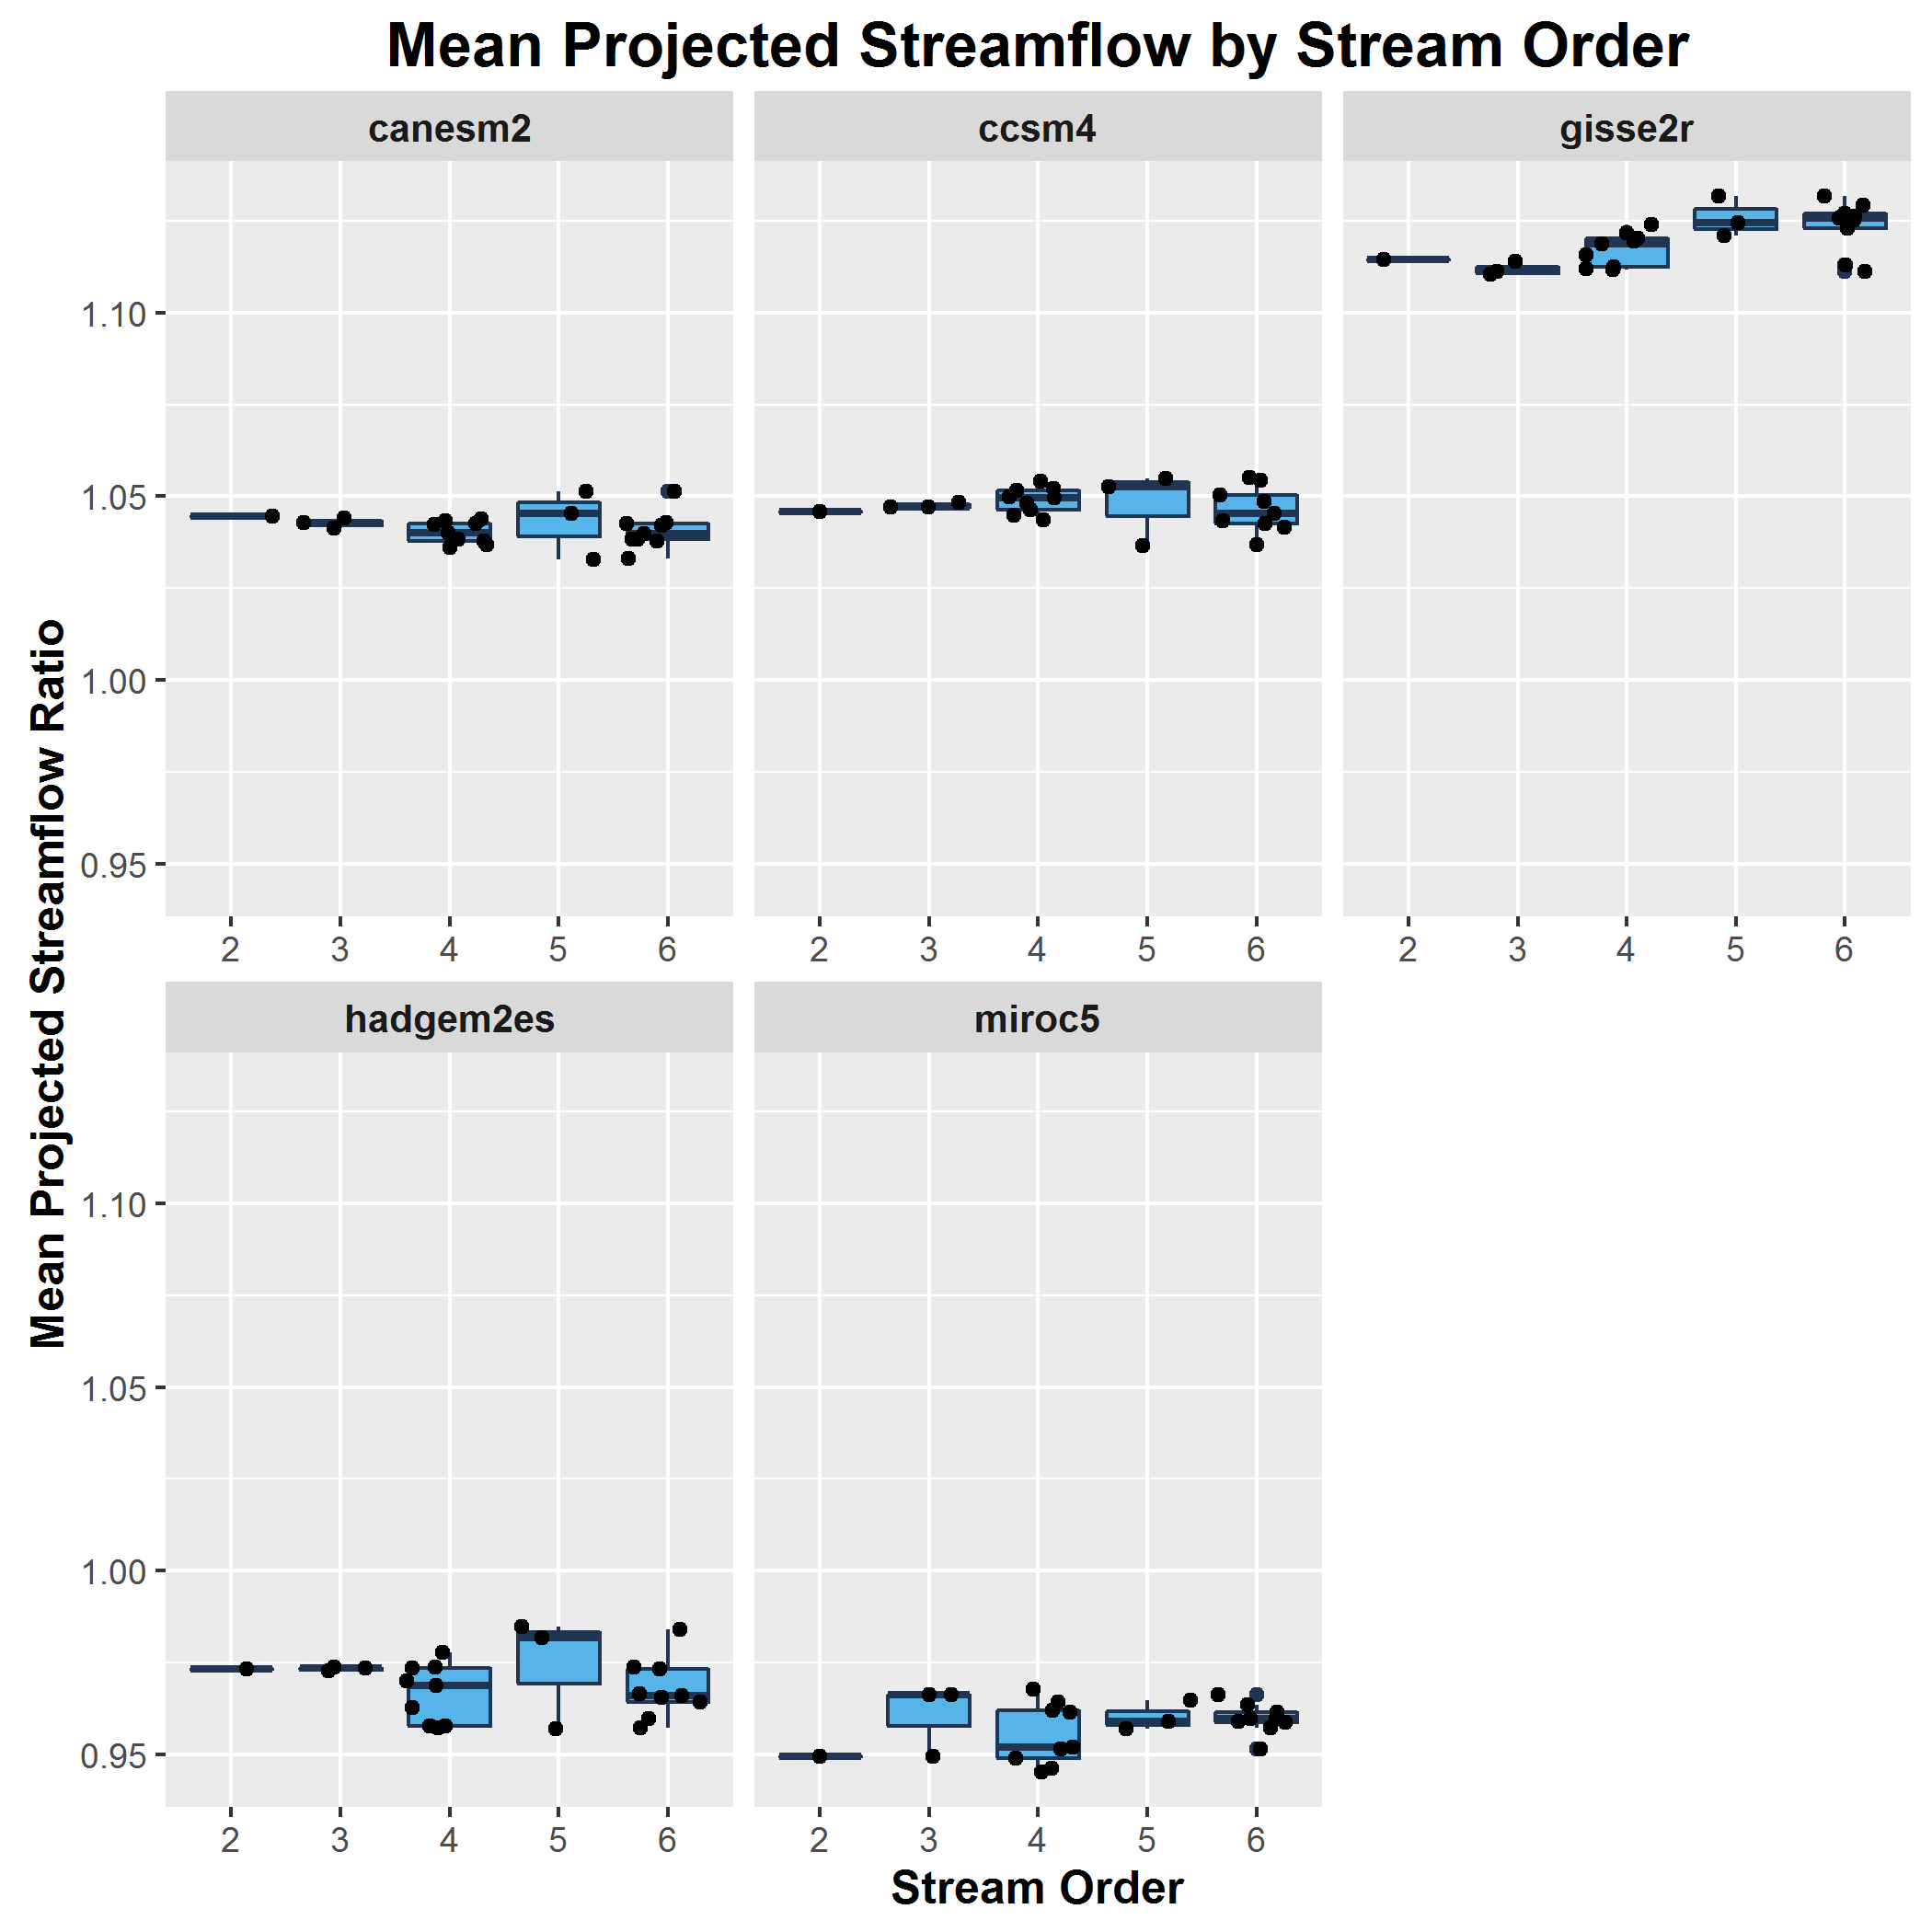 Mean Projected Streamflow by Stream Order
canesm2 ccsm4 gisse2r
1.10
1.05
1.00
0.95
2 3 4 5 6 2 3 4 5 6 2 3 4 5 6
Mean Projected Streamflow Ratio
hadgem2es miroc5
1.10
1.05
1.00
0.95
2 3 4 5 6 2 3 4 5 6
Stream Order